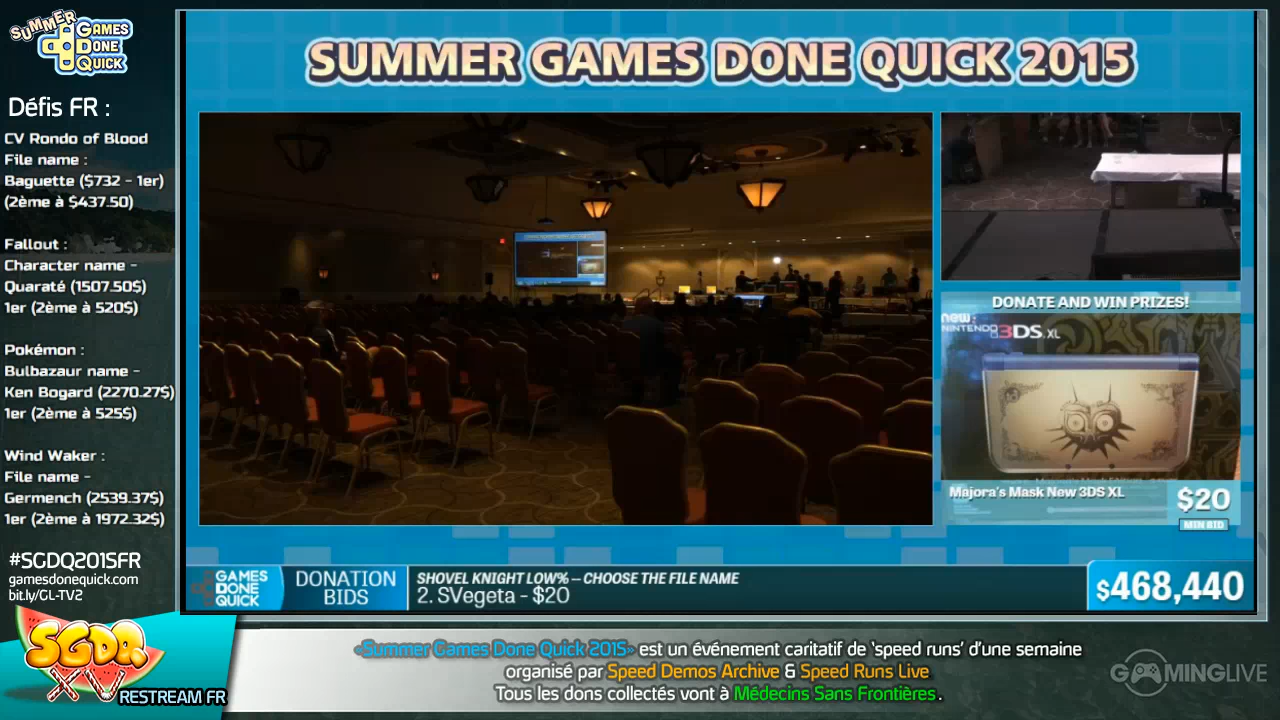 SUMMER
GAMES
DONE
QUICK
Défis FR :
CV Rondo of Blood
File name :
Baguette ($732 - 1er)
(2ème à $437.50)
Fallout :
Character name -
Quaraté (1507.50$)
1er (2ème à 520$)
Pokémon :
Bulbazaur name -
Ken Bogard (2270.27$)
1er (2ème à 525$)
Wind Waker :
File name -
Germench (2539.37$)
1er (2ème à 1972.32$)
#SGDQ2015FR
gamesdonequick.com
bit.ly/GL-TV2
SGDQ
XV
RESTREAM FR
SUMMER GAMES DONE QUICK 2015
DONATE AND WIN PRIZES!
new
NINTENDO 3DS XL
Majora's Mask New 3DS XL
$20
MIN BID
GAMES
DONE
QUICK
DONATION
BIDS
SHOVEL KNIGHT LOW% — CHOOSE THE FILE NAME
2. SVegeta - $20
$468,440
«Summer Games Done Quick 2015» est un événement caritatif de 'speed runs' d'une semaine
organisé par Speed Demos Archive & Speed Runs Live
Tous les dons collectés vont à Médecins Sans Frontières.
GAMINGLIVE